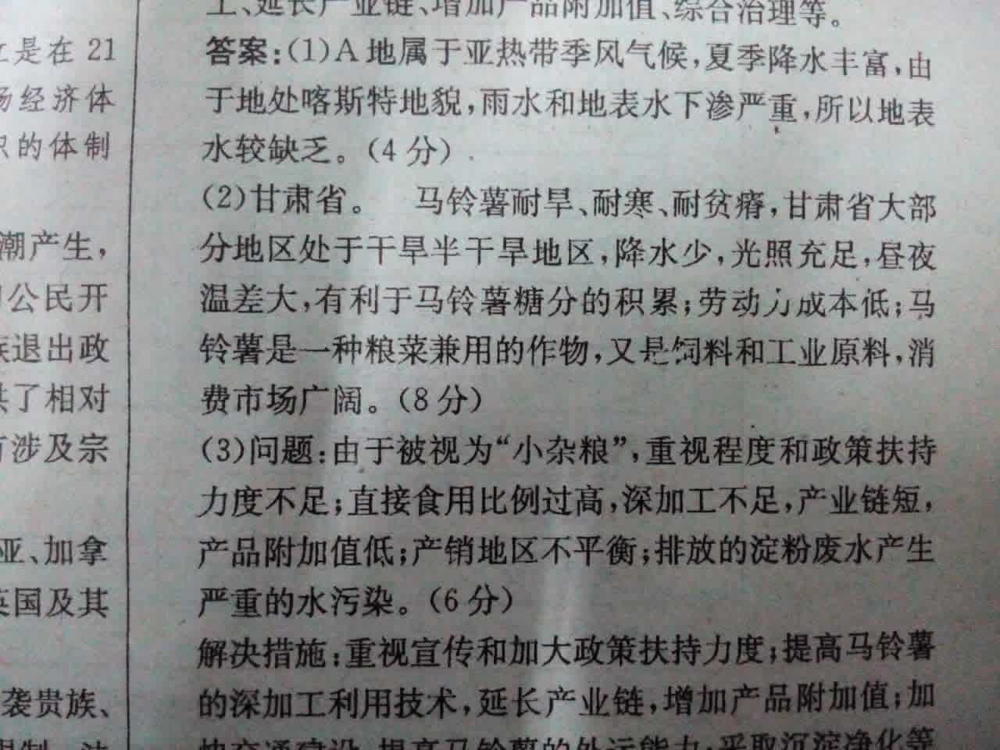 工、延长产业链、增加产品附加值、综合治理等。
答案:(1)A地属于亚热带季风气候,夏季降水丰富,由
于地处喀斯特地貌,雨水和地表水下渗严重,所以地表
水较缺乏。(4分)
(2)甘肃省。 马铃薯耐旱、耐寒、耐贫瘠,甘肃省大部
分地区处于干旱半干旱地区,降水少,光照充足,昼夜
温差大,有利于马铃薯糖分的积累;劳动力成本低;马
铃薯是一种粮菜兼用的作物,又是饲料和工业原料,消
费市场广阔。(8分)
(3)问题:由于被视为“小杂粮”,重视程度和政策扶持
力度不足;直接食用比例过高,深加工不足,产业链短,
产品附加值低;产销地区不平衡;排放的淀粉废水产生
严重的水污染。(6分)
解决措施:重视宣传和加大政策扶持力度;提高马铃薯
的深加工利用技术,延长产业链,增加产品附加值;加
快交通建设,提高马铃薯的外运能力;采取沉淀净化等
是在21
经济体
的体制
潮产生,
公民开
退出政
了相对
涉及宗
亚、加拿
英国及其
袭贵族、